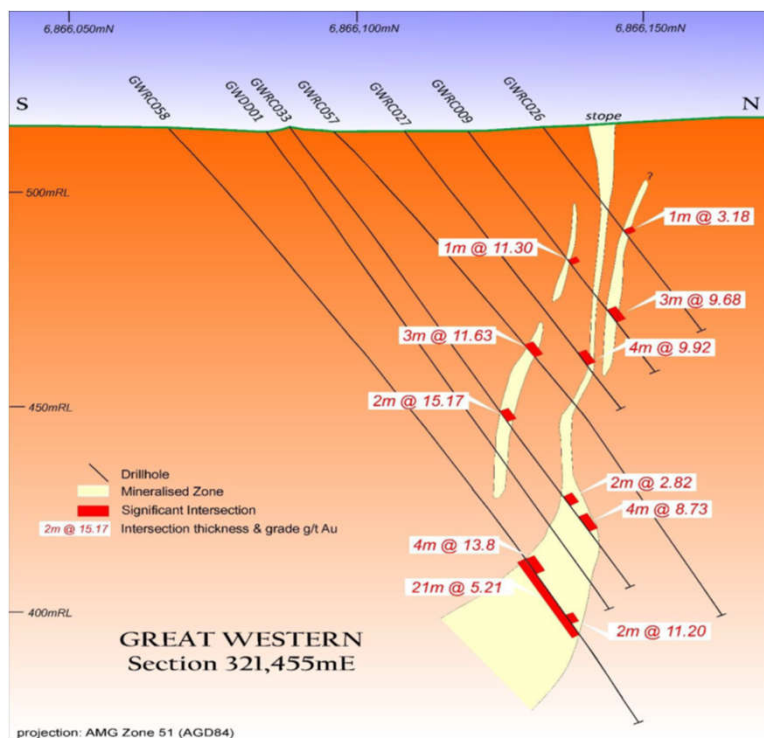 6,866,050mN
6,866,100mN
6,866,150mN
S
GWRC058
GWDD01
GWRC033
GWRC057
GWRC027
GWRC009
GWRC026
stope
N
500mRL
?
1m @ 3.18
1m @ 11.30
3m @ 9.68
3m @ 11.63
4m @ 9.92
2m @ 15.17
450mRL
Drillhole
Mineralised Zone
Significant Intersection
2m @ 15.17 Intersection thickness & grade g/t Au
2m @ 2.82
4m @ 8.73
4m @ 13.8
21m @ 5.21
400mRL
2m @ 11.20
GREAT WESTERN
Section 321,455mE
projection: AMG Zone 51 (AGD84)